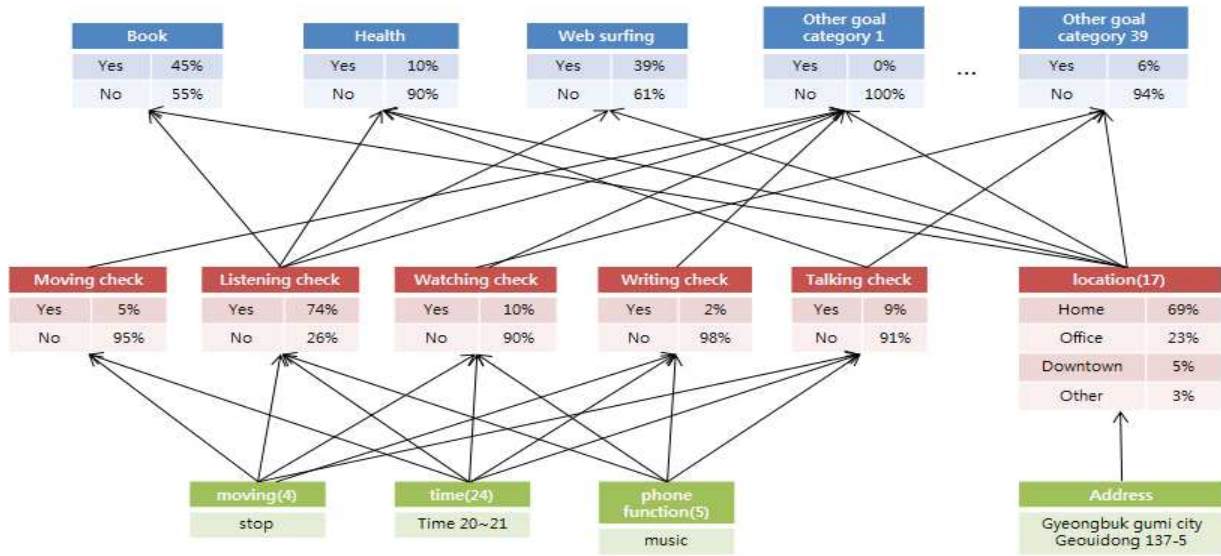 Book
Yes 45%
No 55%
Health
Yes 10%
No 90%
Web surfing
Yes 39%
No 61%
Other goal
category 1
Yes 0%
No 100%
...
Other goal
category 39
Yes 6%
No 94%
Moving check
Yes 5%
No 95%
Listening check
Yes 74%
No 26%
Watching check
Yes 10%
No 90%
Writing check
Yes 2%
No 98%
Talking check
Yes 9%
No 91%
location(17)
Home 69%
Office 23%
Downtown 5%
Other 3%
moving(4)
stop
time(24)
Time 20~21
phone
function(5)
music
Address
Gyeongbuk gumi city
Geouidong 137-5